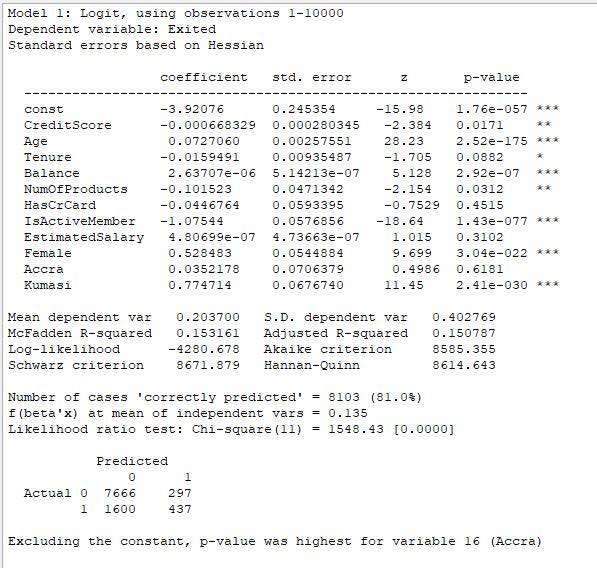 Model 1: Logit, using observations 1-10000
Dependent variable: Exited
Standard errors based on Hessian
coefficient std. error z p-value
const -3.92076 0.245354 -15.98 1.76e-057 ***
CreditScore -0.000668329 0.000280345 -2.384 0.0171 **
Age 0.0727060 0.00257551 28.23 2.52e-175 ***
Tenure -0.0159491 0.00935487 -1.705 0.0882 *
Balance 2.63707e-06 5.14213e-07 5.128 2.92e-07 ***
NumOfProducts -0.101523 0.0471342 -2.154 0.0312 **
HasCrCard -0.0446764 0.0593395 -0.7529 0.4515
IsActiveMember -1.07544 0.0576856 -18.64 1.43e-077 ***
EstimatedSalary 4.80699e-07 4.73663e-07 1.015 0.3102
Female 0.528483 0.0544884 9.699 3.04e-022 ***
Accra 0.0352178 0.0706379 0.4986 0.6181
Kumasi 0.774714 0.0676740 11.45 2.41e-030 ***
Mean dependent var 0.203700 S.D. dependent var 0.402769
McFadden R-squared 0.153161 Adjusted R-squared 0.150787
Log-likelihood -4280.678 Akaike criterion 8585.355
Schwarz criterion 8671.879 Hannan-Quinn 8614.643
Number of cases 'correctly predicted' = 8103 (81.0%)
f(beta'x) at mean of independent vars = 0.135
Likelihood ratio test: Chi-square(11) = 1548.43 [0.0000]
Predicted
0 1
Actual 0 7666 297
1 1600 437
Excluding the constant, p-value was highest for variable 16 (Accra)